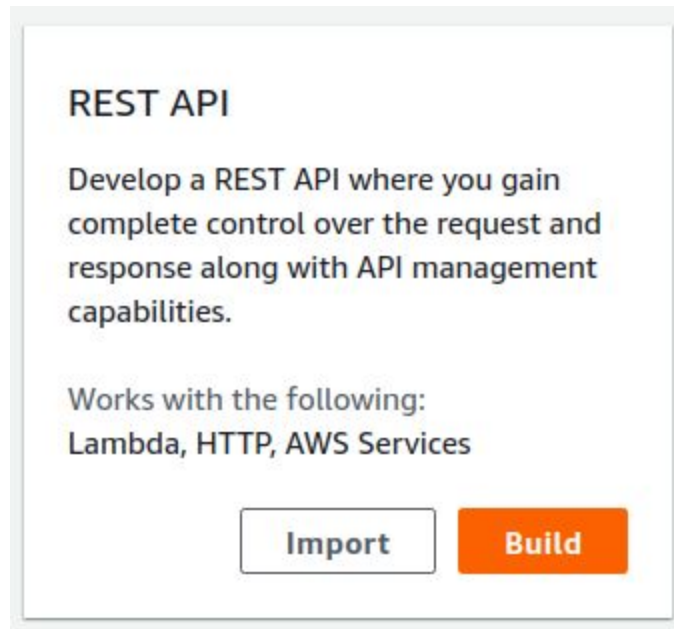 REST API
Develop a REST API where you gain
complete control over the request and
response along with API management
capabilities.
Works with the following:
Lambda, HTTP, AWS Services
Import
Build